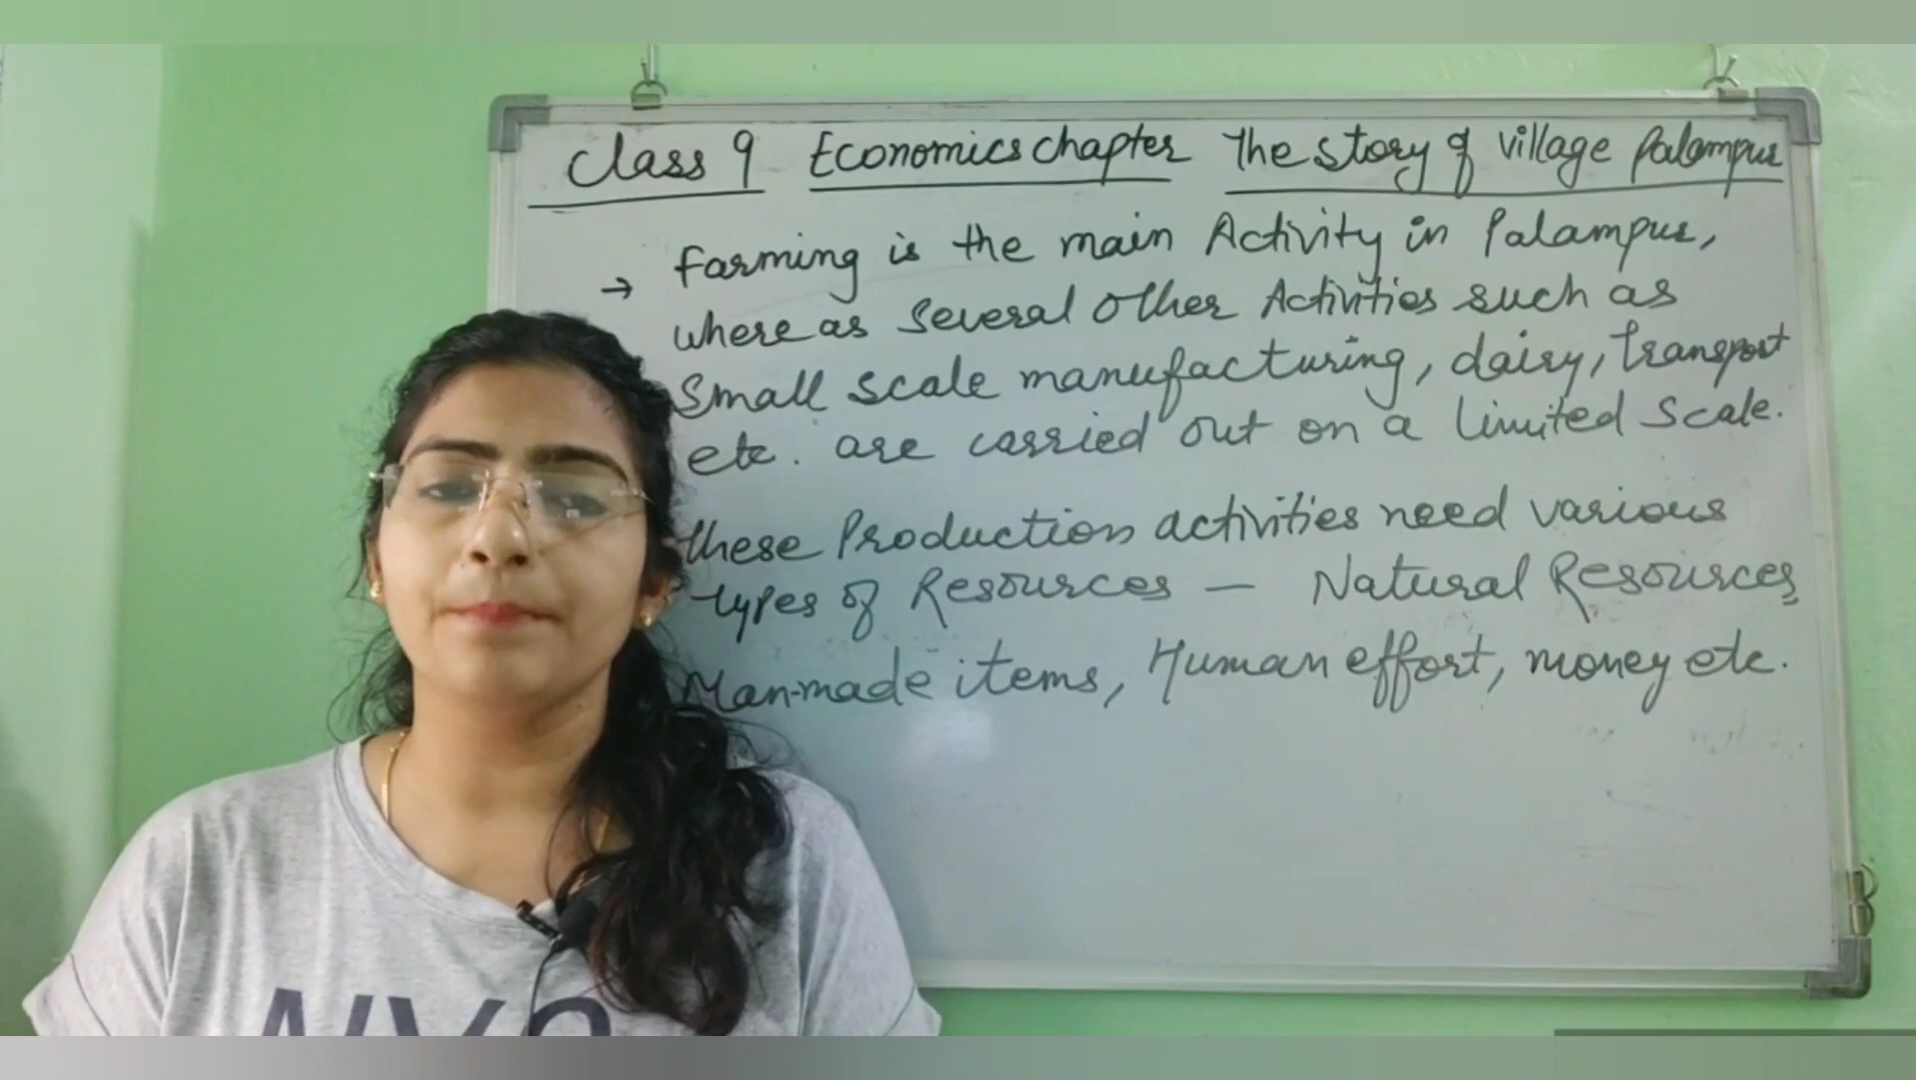 Class 9 Economics chapter The story of village Palampur
→ Farming is the main Activity in Palampur,
where as several other Activities such as
Small scale manufacturing, dairy, transport
etc. are carried out on a limited scale.
These Production activities need various
types of Resources — Natural Resources,
Man-made items, Human effort, money etc.
NYC